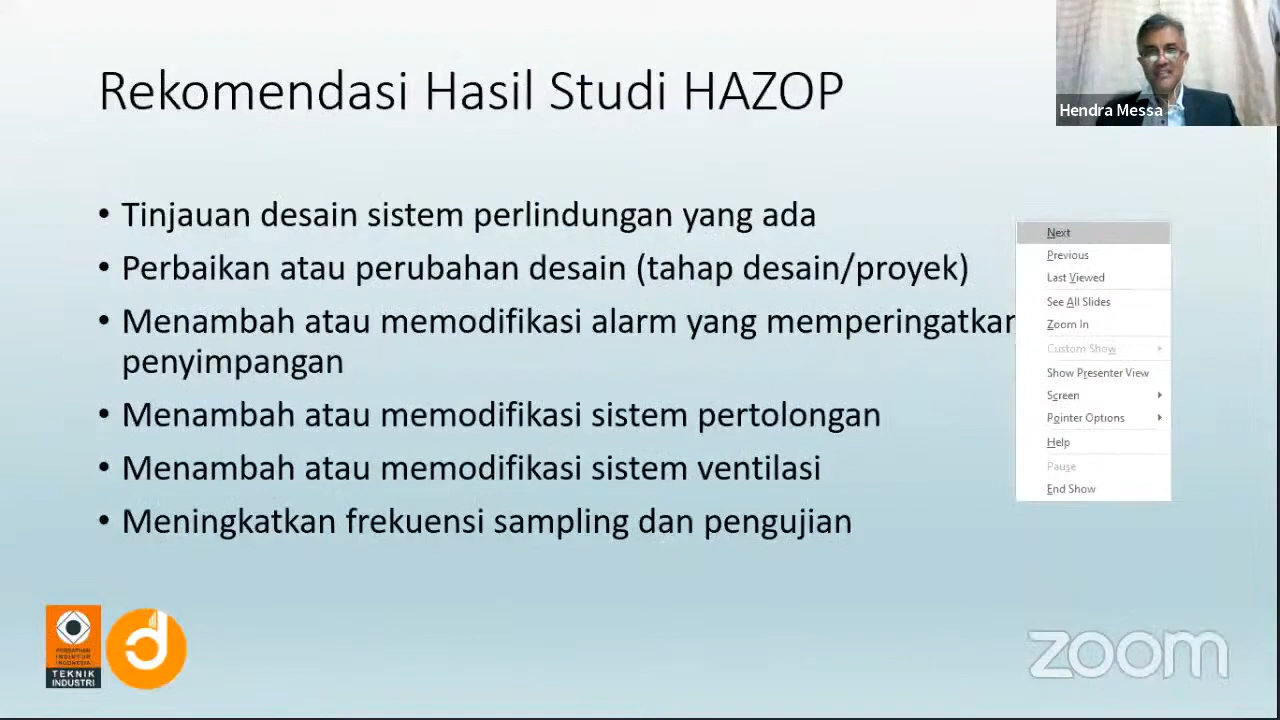 Rekomendasi Hasil Studi HAZOP
Hendra Messa
• Tinjauan desain sistem perlindungan yang ada
• Perbaikan atau perubahan desain (tahap desain/proyek)
• Menambah atau memodifikasi alarm yang memperingatkan
penyimpangan
• Menambah atau memodifikasi sistem pertolongan
• Menambah atau memodifikasi sistem ventilasi
• Meningkatkan frekuensi sampling dan pengujian
Next
Previous
Last Viewed
See All Slides
Zoom In
Custom Show
Show Presenter View
Screen
Pointer Options
Help
Pause
End Show
PERSATUAN
INSINYUR
INDONESIA
TEKNIK
INDUSTRI
zoom